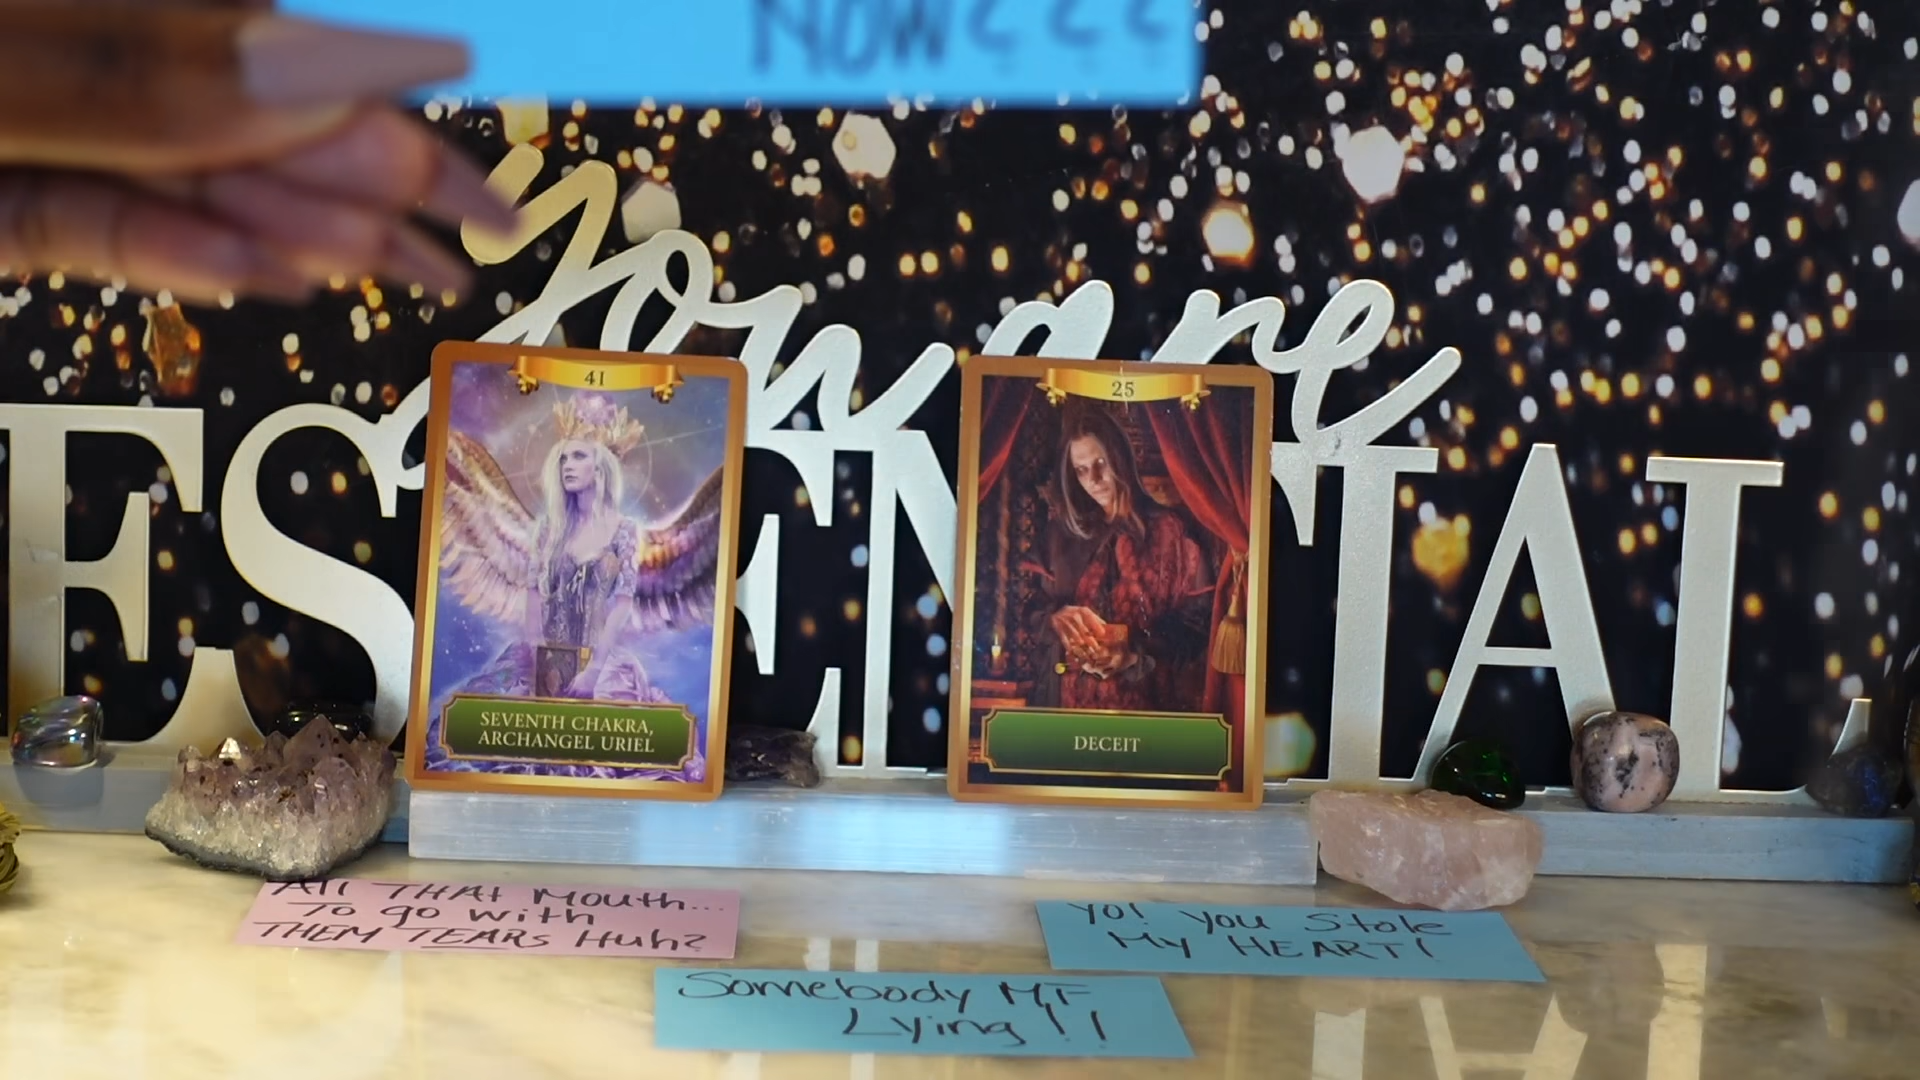 NOW???
You are
ESSENTIAL
41
SEVENTH CHAKRA,
ARCHANGEL URIEL
25
DECEIT
All THAt Mouth...
To go with
THEM TEARs Huh?
Yo! You Stole
My HEART!
Somebody MF
Lying!!